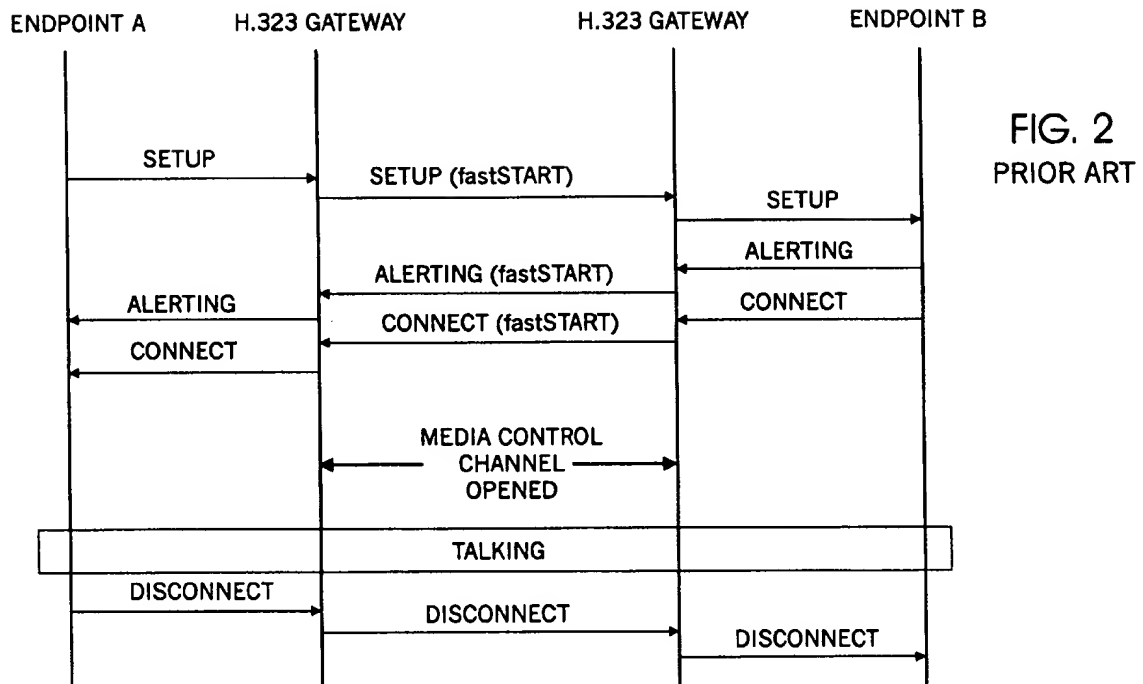 ENDPOINT A
H.323 GATEWAY
H.323 GATEWAY
ENDPOINT B
FIG. 2
PRIOR ART
SETUP
SETUP (fastSTART)
SETUP
ALERTING
ALERTING (fastSTART)
ALERTING
CONNECT
CONNECT (fastSTART)
CONNECT
MEDIA CONTROL
CHANNEL
OPENED
TALKING
DISCONNECT
DISCONNECT
DISCONNECT